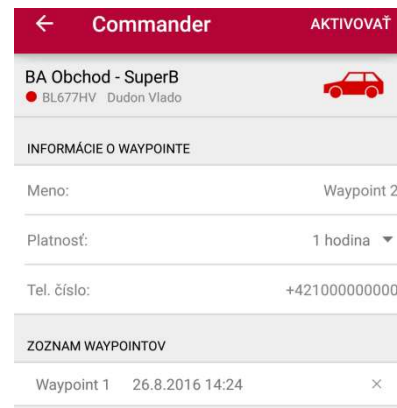 Commander AKTIVOVAŤ
BA Obchod - SuperB
BL677HV Dudon Vlado
INFORMÁCIE O WAYPOINTE
Meno: Waypoint 2
Platnosť: 1 hodina
Tel. číslo: +421000000000
ZOZNAM WAYPOINTOV
Waypoint 1 26.8.2016 14:24